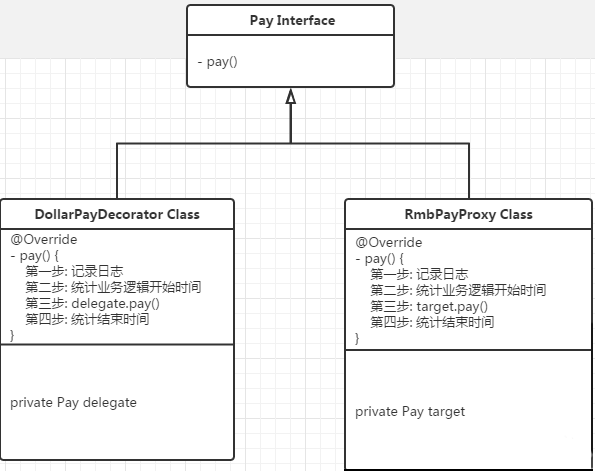 Pay Interface
- pay()
DollarPayDecorator Class
@Override
- pay() {
第一步: 记录日志
第二步: 统计业务逻辑开始时间
第三步: delegate.pay()
第四步: 统计结束时间
}
private Pay delegate
RmbPayProxy Class
@Override
- pay() {
第一步: 记录日志
第二步: 统计业务逻辑开始时间
第三步: target.pay()
第四步: 统计结束时间
}
private Pay target